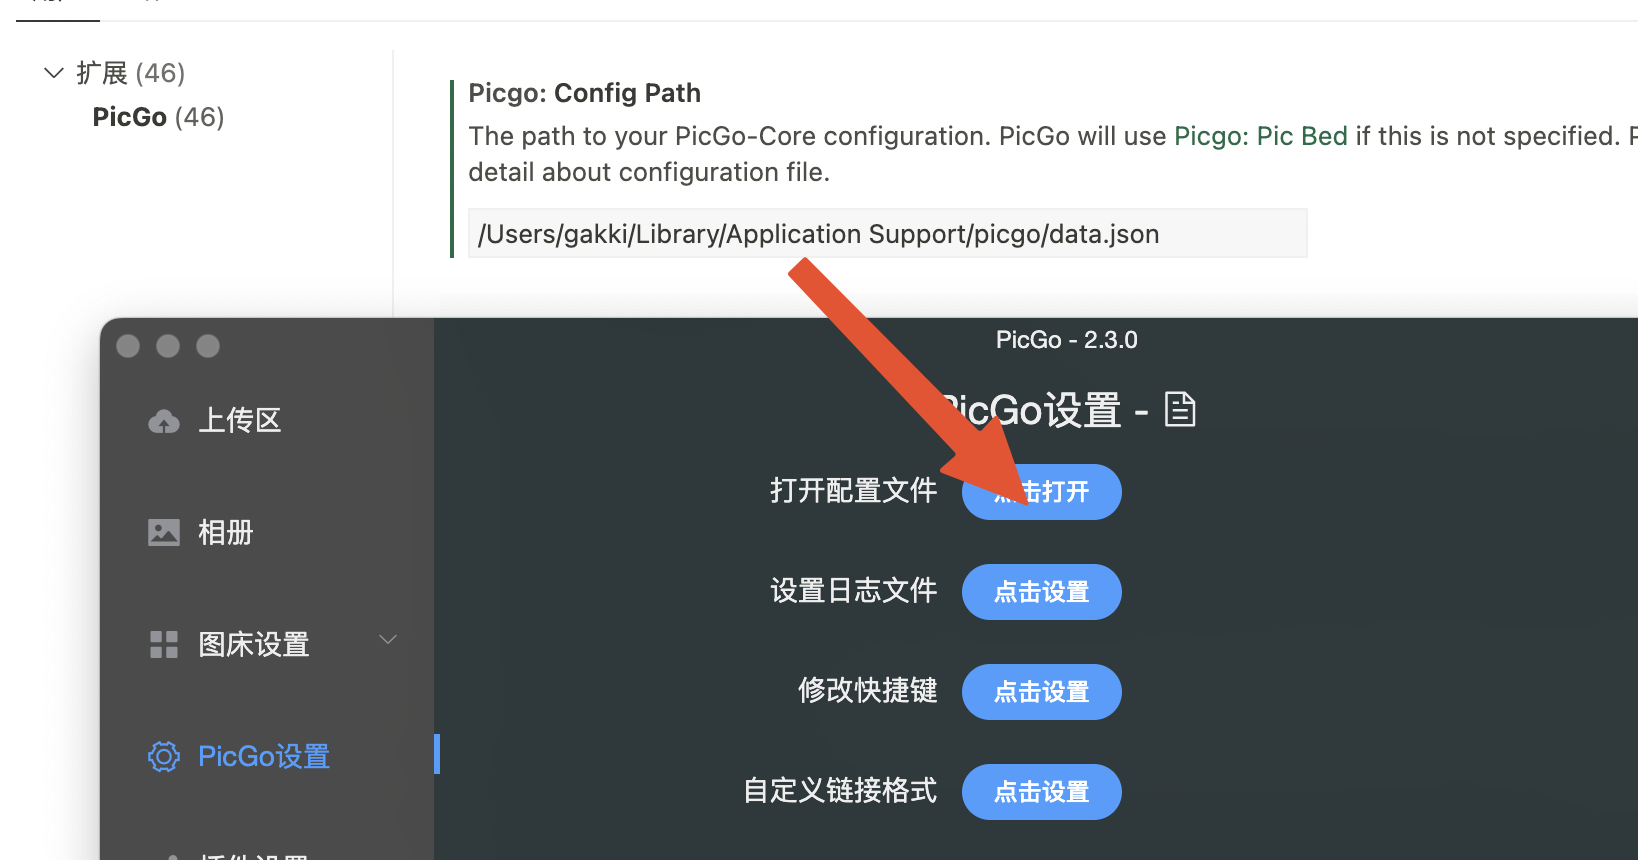 扩展 (46)
PicGo (46)
Picgo: Config Path
The path to your PicGo-Core configuration. PicGo will use Picgo: Pic Bed if this is not specified.
detail about configuration file.
/Users/gakki/Library/Application Support/picgo/data.json
PicGo - 2.3.0
PicGo设置 -
上传区
打开配置文件 点击打开
相册
设置日志文件 点击设置
图床设置
修改快捷键 点击设置
PicGo设置
自定义链接格式 点击设置